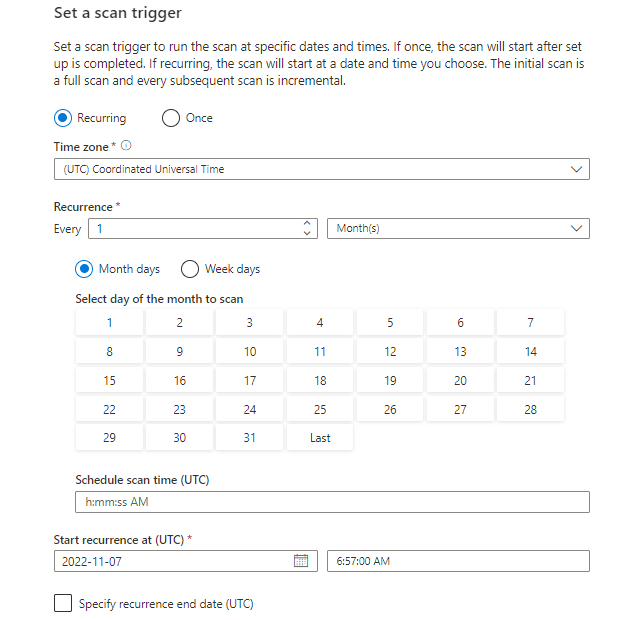 Set a scan trigger
Set a scan trigger to run the scan at specific dates and times. If once, the scan will start after set
up is completed. If recurring, the scan will start at a date and time you choose. The initial scan is
a full scan and every subsequent scan is incremental.
Recurring Once
Time zone *
(UTC) Coordinated Universal Time
Recurrence *
Every 1 Month(s)
Month days Week days
Select day of the month to scan
1 2 3 4 5 6 7
8 9 10 11 12 13 14
15 16 17 18 19 20 21
22 23 24 25 26 27 28
29 30 31 Last
Schedule scan time (UTC)
h:mm:ss AM
Start recurrence at (UTC) *
2022-11-07 6:57:00 AM
Specify recurrence end date (UTC)